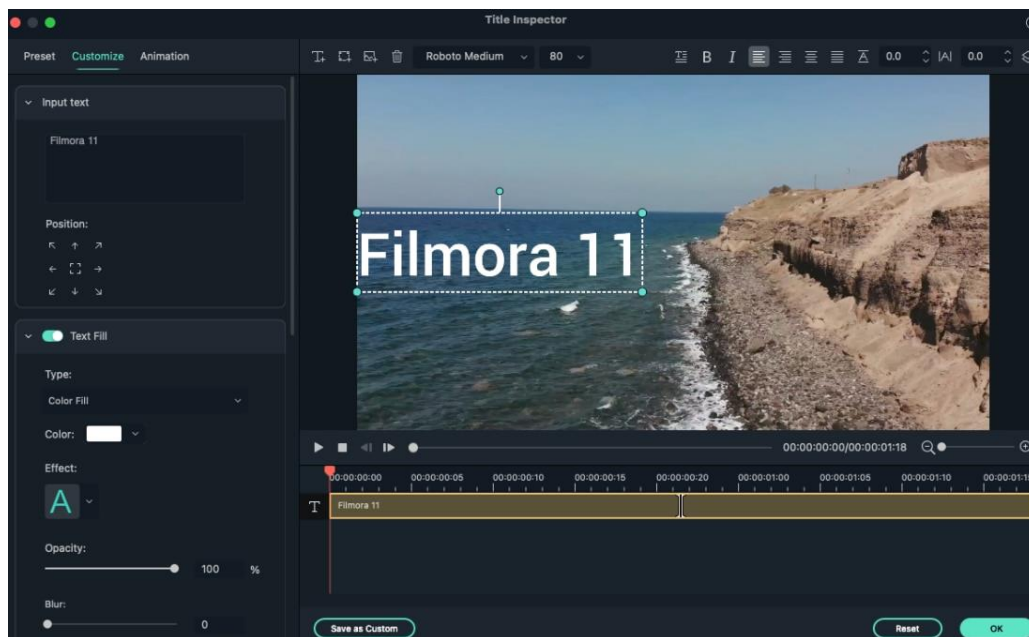 Title Inspector
Preset Customize Animation
Roboto Medium 80 B I 0.0 |A| 0.0
Input text
Filmora 11
Position:
Text Fill
Type:
Color Fill
Color:
Effect:
A
Opacity:
100 %
Blur:
0
Filmora 11
00:00:00:00/00:00:01:18
00:00:00:00 00:00:00:05 00:00:00:10 00:00:00:15 00:00:00:20 00:00:01:00 00:00:01:05 00:00:01:10
T Filmora 11
Save as Custom Reset OK